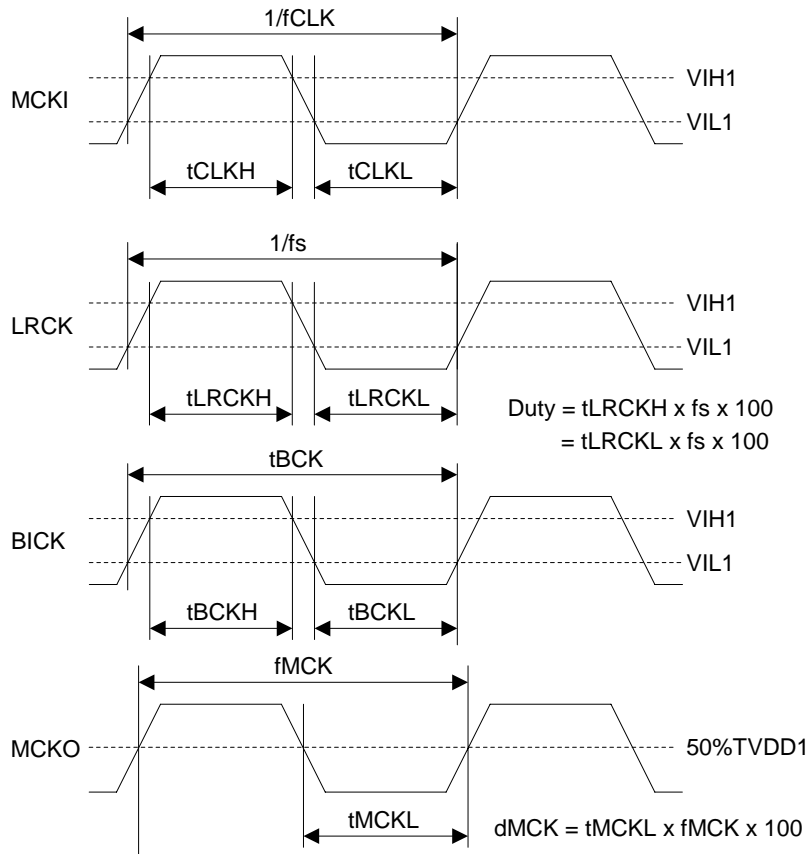 1/fCLK
MCKI
VIH1
VIL1
tCLKH
tCLKL
1/fs
LRCK
VIH1
VIL1
tLRCKH
tLRCKL
Duty = tLRCKH x fs x 100
= tLRCKL x fs x 100
tBCK
BICK
VIH1
VIL1
tBCKH
tBCKL
fMCK
MCKO
50%TVDD1
tMCKL
dMCK = tMCKL x fMCK x 100